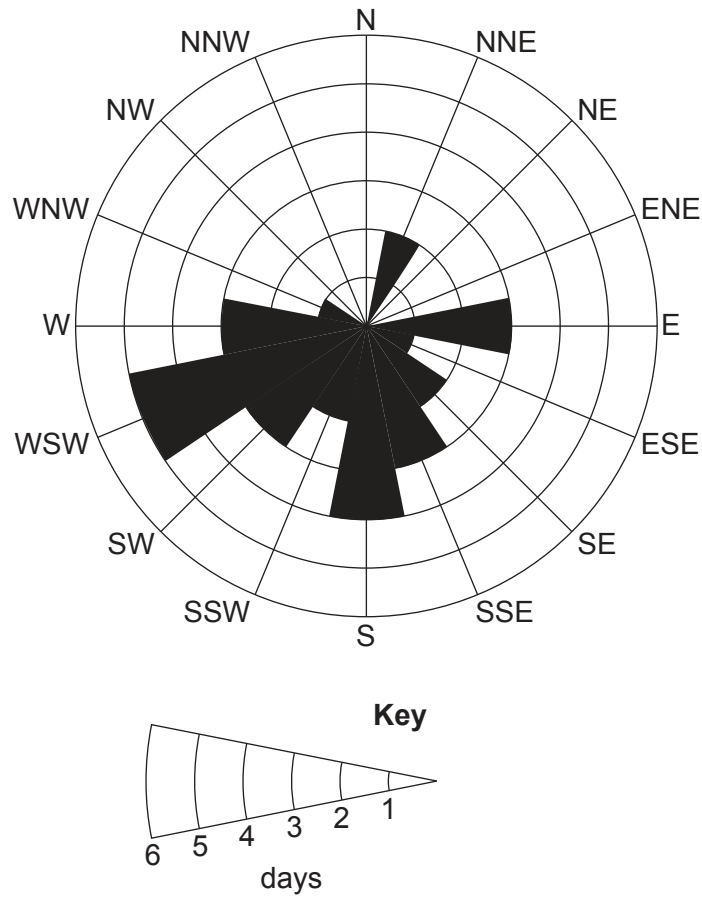 N
NNW NNE
NW NE
WNW ENE
W E
WSW ESE
SW SE
SSW SSE
S
Key
1
2
3
4
5
6
days